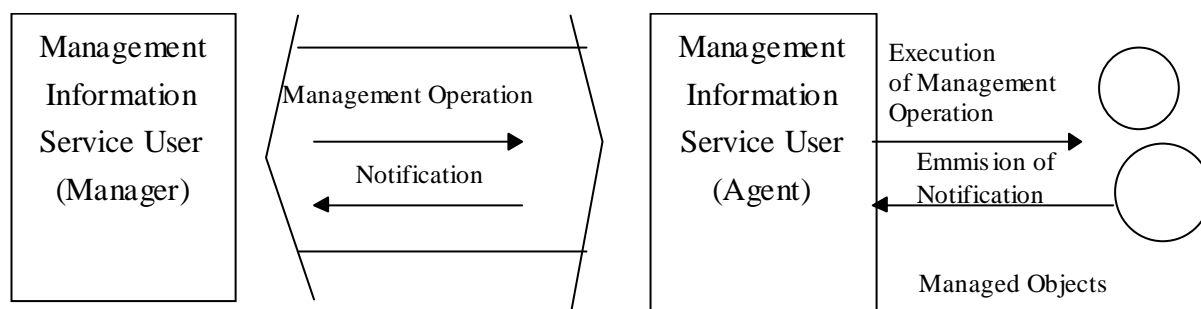 Management
Information
Service User
(Manager)
Management Operation
Notification
Management
Information
Service User
(Agent)
Execution
of Management
Operation
Emmision of
Notification
Managed Objects